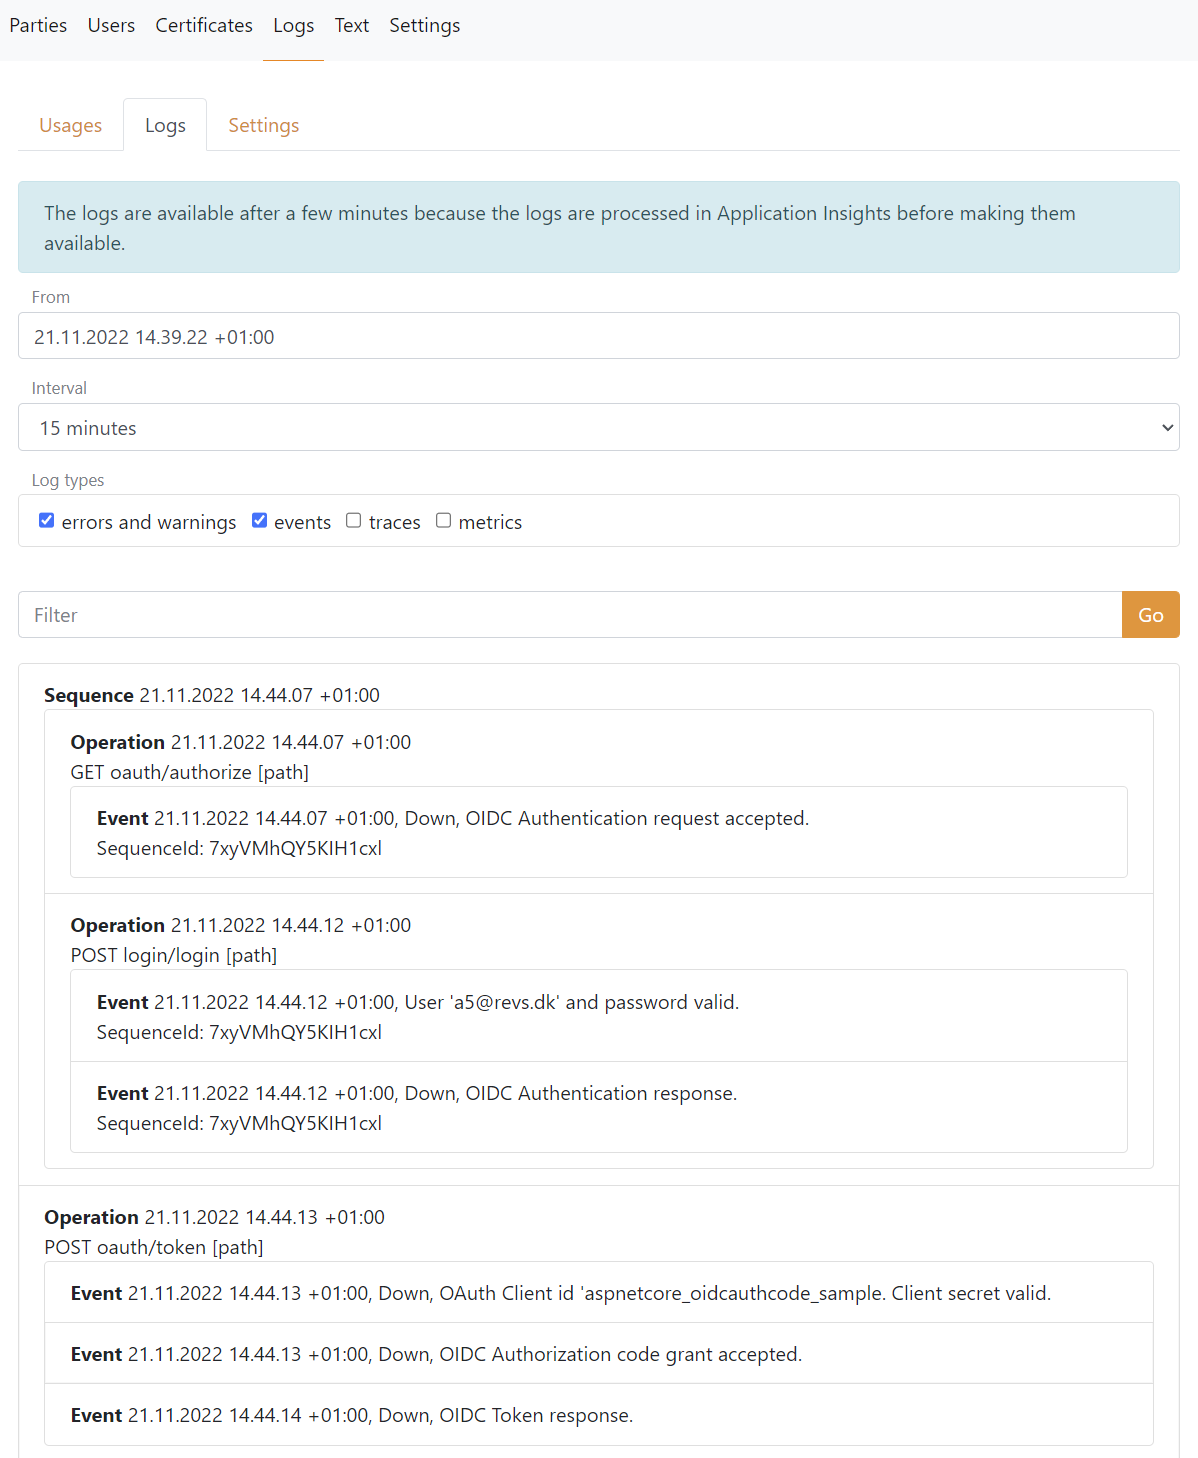 Parties Users Certificates Logs Text Settings
Usages Logs Settings
The logs are available after a few minutes because the logs are processed in Application Insights before making them
available.
From
21.11.2022 14.39.22 +01:00
Interval
15 minutes
Log types
errors and warnings events traces metrics
Filter Go
Sequence 21.11.2022 14.44.07 +01:00
Operation 21.11.2022 14.44.07 +01:00
GET oauth/authorize [path]
Event 21.11.2022 14.44.07 +01:00, Down, OIDC Authentication request accepted.
SequenceId: 7xyVMhQY5KIH1cxl
Operation 21.11.2022 14.44.12 +01:00
POST login/login [path]
Event 21.11.2022 14.44.12 +01:00, User 'a5@revs.dk' and password valid.
SequenceId: 7xyVMhQY5KIH1cxl
Event 21.11.2022 14.44.12 +01:00, Down, OIDC Authentication response.
SequenceId: 7xyVMhQY5KIH1cxl
Operation 21.11.2022 14.44.13 +01:00
POST oauth/token [path]
Event 21.11.2022 14.44.13 +01:00, Down, OAuth Client id 'aspnetcore_oidcauthcode_sample. Client secret valid.
Event 21.11.2022 14.44.13 +01:00, Down, OIDC Authorization code grant accepted.
Event 21.11.2022 14.44.14 +01:00, Down, OIDC Token response.